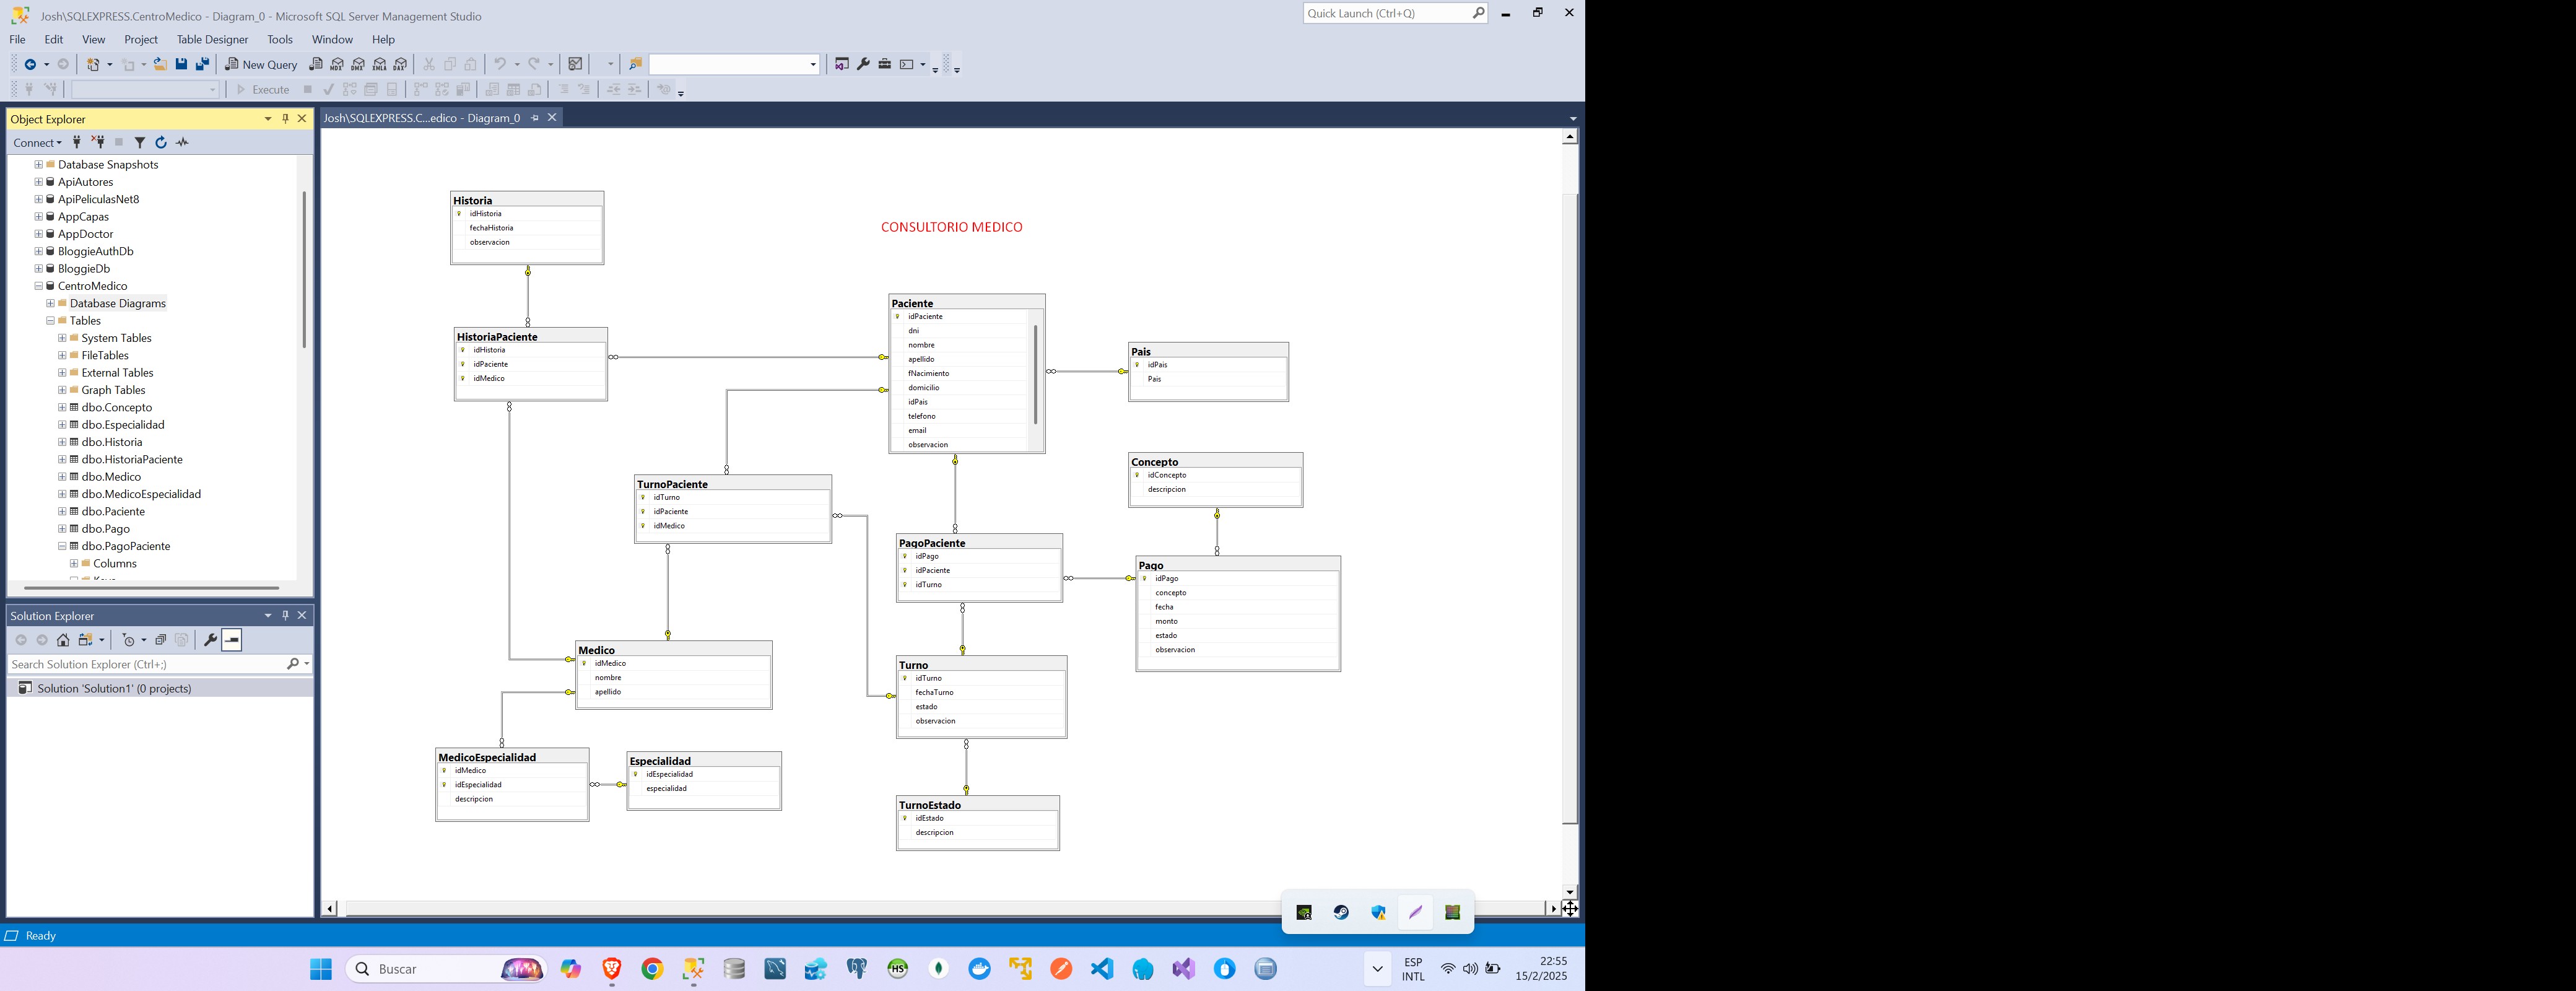 Josh\SQLEXPRESS.CentroMedico - Diagram_0 - Microsoft SQL Server Management Studio
Quick Launch (Ctrl+Q)
File Edit View Project Table Designer Tools Window Help
New Query
MDX DMX XMLA DAX
Execute
Object Explorer
Connect
Database Snapshots
ApiAutores
ApiPeliculasNet8
AppCapas
AppDoctor
BloggieAuthDb
BloggieDb
CentroMedico
Database Diagrams
Tables
System Tables
FileTables
External Tables
Graph Tables
dbo.Concepto
dbo.Especialidad
dbo.Historia
dbo.HistoriaPaciente
dbo.Medico
dbo.MedicoEspecialidad
dbo.Paciente
dbo.Pago
dbo.PagoPaciente
Columns
Solution Explorer
Search Solution Explorer (Ctrl+;)
Solution 'Solution1' (0 projects)
Josh\SQLEXPRESS.C...edico - Diagram_0
CONSULTORIO MEDICO
Historia
idHistoria
fechaHistoria
observacion
HistoriaPaciente
idHistoria
idPaciente
idMedico
Paciente
idPaciente
dni
nombre
apellido
fNacimiento
domicilio
idPais
telefono
email
observacion
Pais
idPais
Pais
Concepto
idConcepto
descripcion
TurnoPaciente
idTurno
idPaciente
idMedico
PagoPaciente
idPago
idPaciente
idTurno
Pago
idPago
concepto
fecha
monto
estado
observacion
Medico
idMedico
nombre
apellido
Turno
idTurno
fechaTurno
estado
observacion
MedicoEspecialidad
idMedico
idEspecialidad
descripcion
Especialidad
idEspecialidad
especialidad
TurnoEstado
idEstado
descripcion
Ready
Buscar
HS
ESP
INTL
22:55
15/2/2025